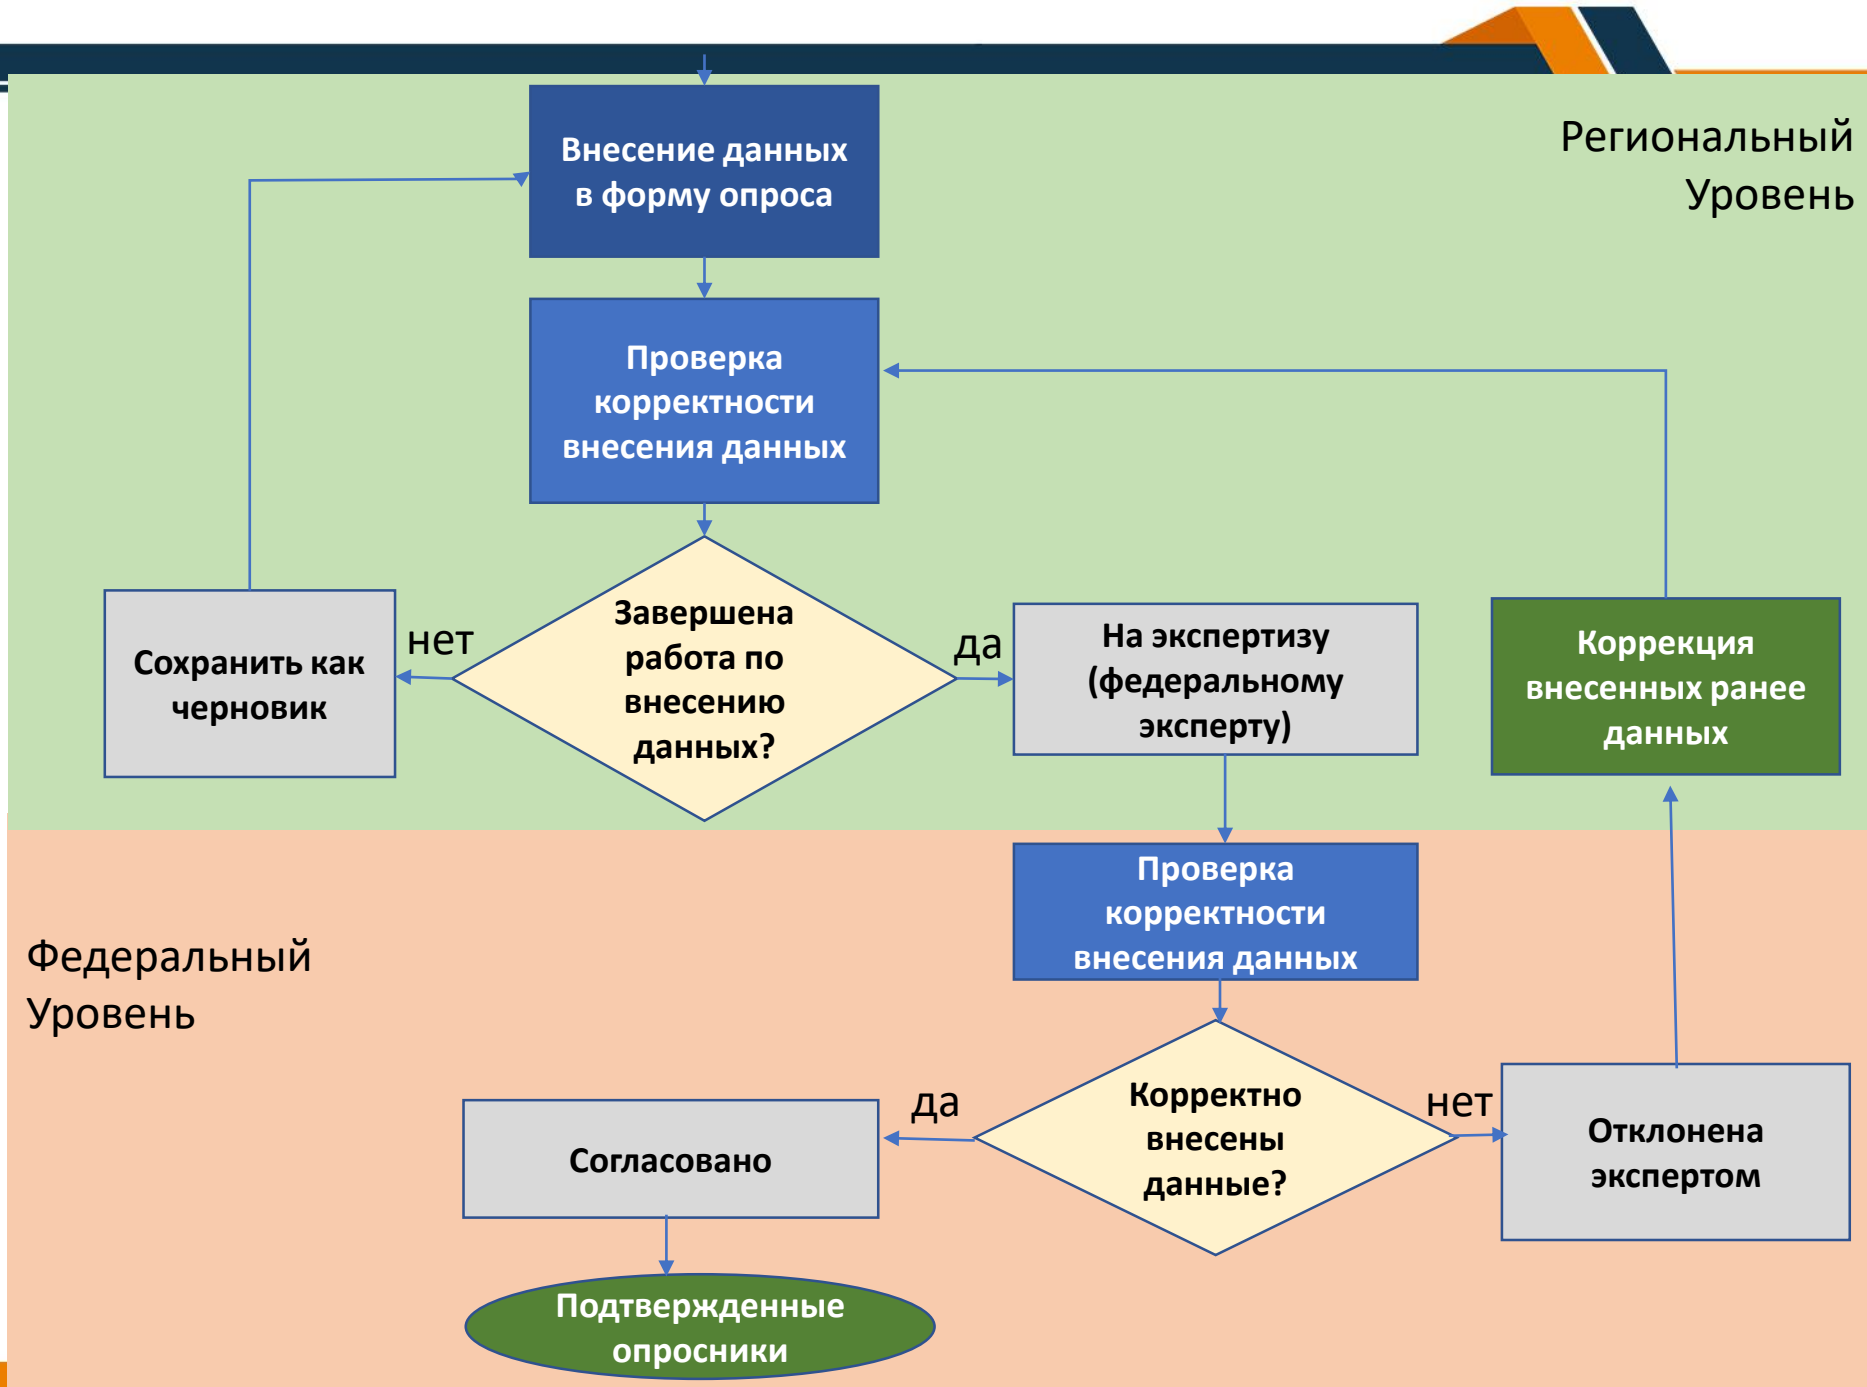 Региональный
Уровень
Внесение данных
в форму опроса
Проверка
корректности
внесения данных
Завершена
работа по
внесению
данных?
нет
да
Сохранить как
черновик
На экспертизу
(федеральному
эксперту)
Коррекция
внесенных ранее
данных
Федеральный
Уровень
Проверка
корректности
внесения данных
Корректно
внесены
данные?
да
нет
Согласовано
Отклонена
экспертом
Подтвержденные
опросники